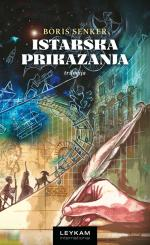 BORIS SENKER
ISTARSKA
PRIKAZANJA
trilogija
LEYKAM
international